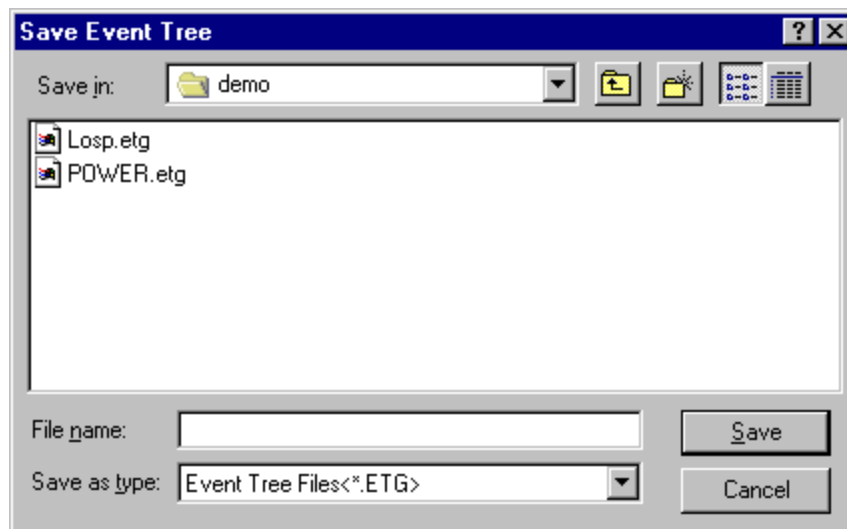 Save Event Tree
Save in: demo
Losp.etg
POWER.etg
File name: Save
Save as type: Event Tree Files<*.ETG> Cancel